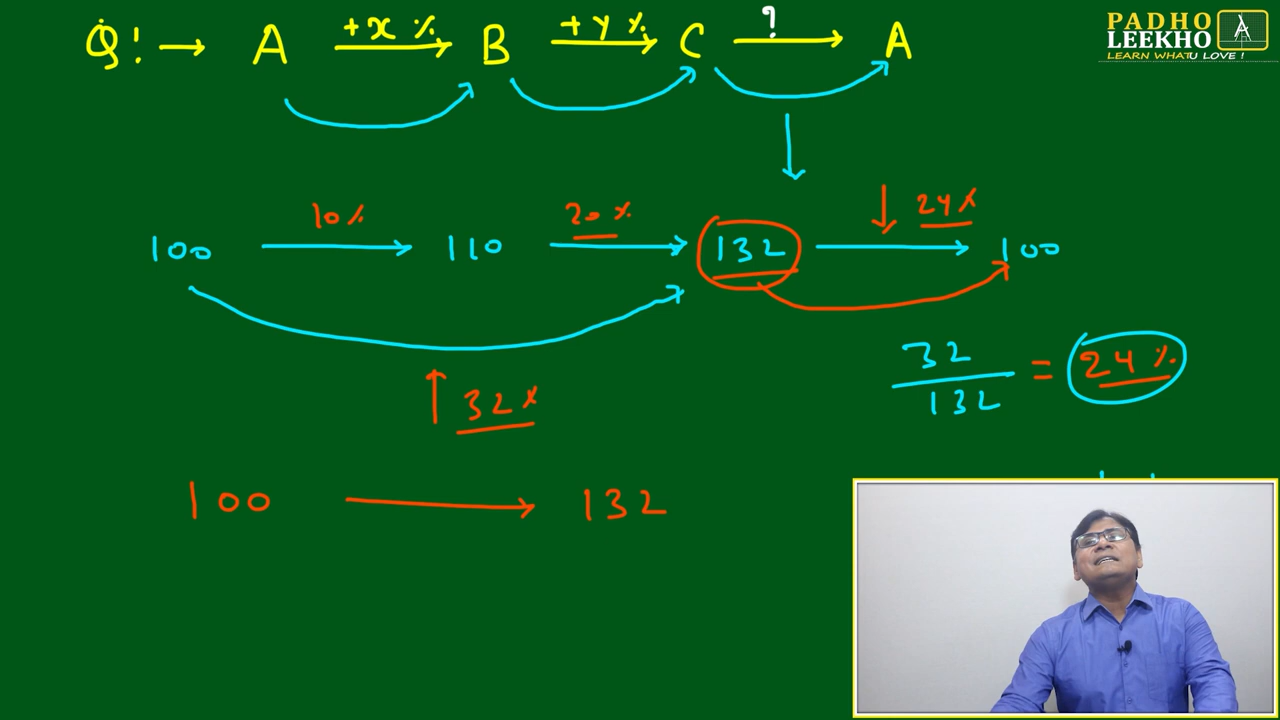 Q! → A +x % → B +y % → C ? → A
PADHO
LEEKHO
LEARN WHAT U LOVE !
100 10% → 110 20% → 132 ↓ 24% → 100
32/132 = 24%
↑ 32%
100 → 132